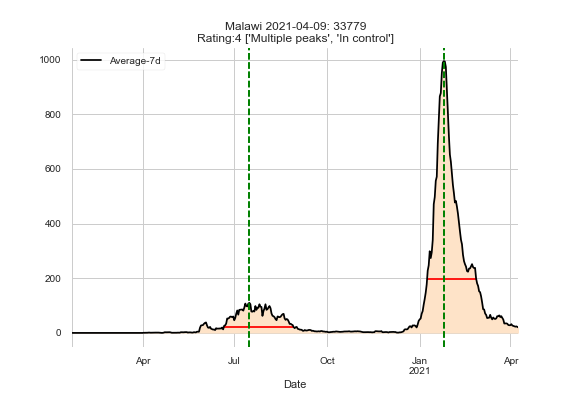 Malawi 2021-04-09: 33779
Rating:4 ['Multiple peaks', 'In control']
Average-7d
1000
800
600
400
200
0
Apr
Jul
Oct
Jan
2021
Apr
Date